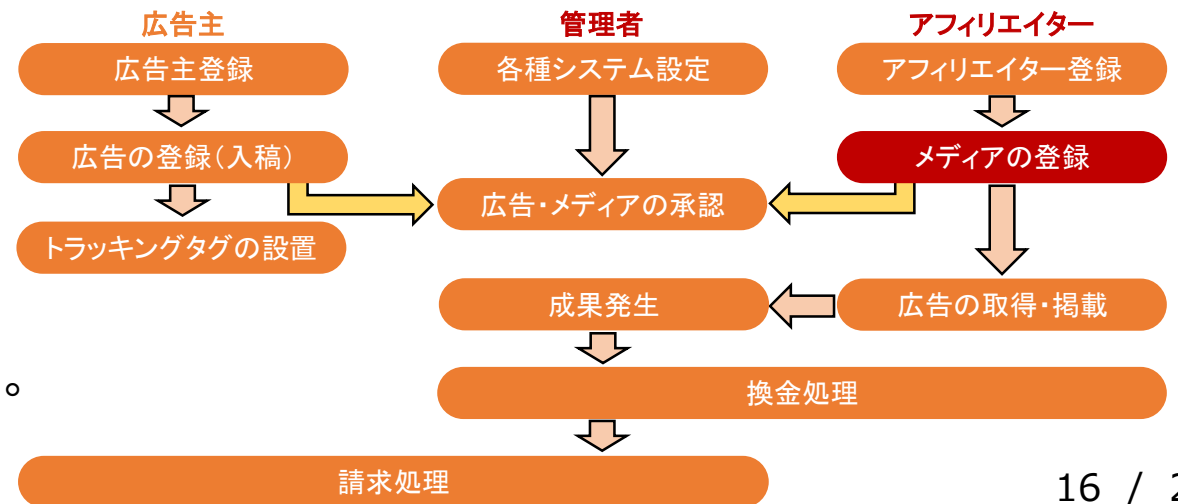 広告主 管理者 アフィリエイター
広告主登録 各種システム設定 アフィリエイター登録
広告の登録(入稿) メディアの登録
広告・メディアの承認
トラッキングタグの設置
成果発生 広告の取得・掲載
。
換金処理
請求処理
16 / 2